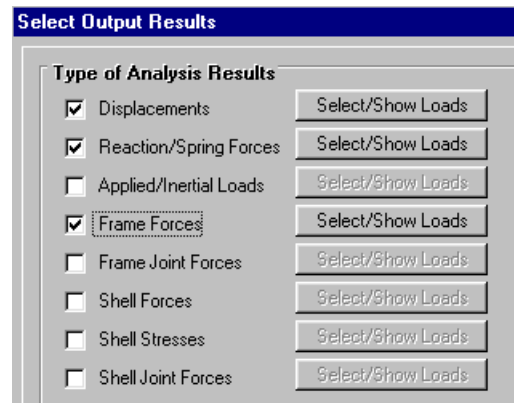 Select Output Results
Type of Analysis Results
Displacements Select/Show Loads
Reaction/Spring Forces Select/Show Loads
Applied/Inertial Loads Select/Show Loads
Frame Forces Select/Show Loads
Frame Joint Forces Select/Show Loads
Shell Forces Select/Show Loads
Shell Stresses Select/Show Loads
Shell Joint Forces Select/Show Loads